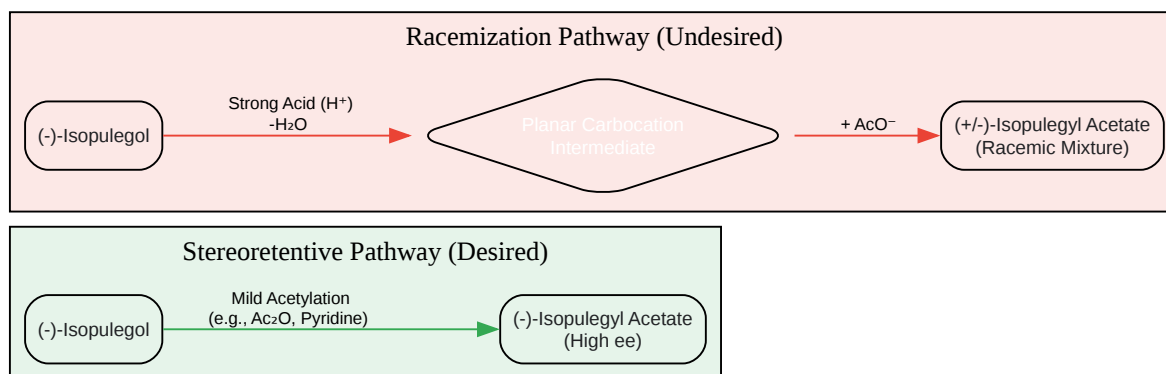 Racemization Pathway (Undesired)
(-)-Isopulegol
Strong Acid (H⁺)
-H₂O
Planar Carbocation
Intermediate
+ AcO⁻
(+/-)-Isopulegyl Acetate
(Racemic Mixture)
Stereoretentive Pathway (Desired)
(-)-Isopulegol
Mild Acetylation
(e.g., Ac₂O, Pyridine)
(-)-Isopulegyl Acetate
(High ee)